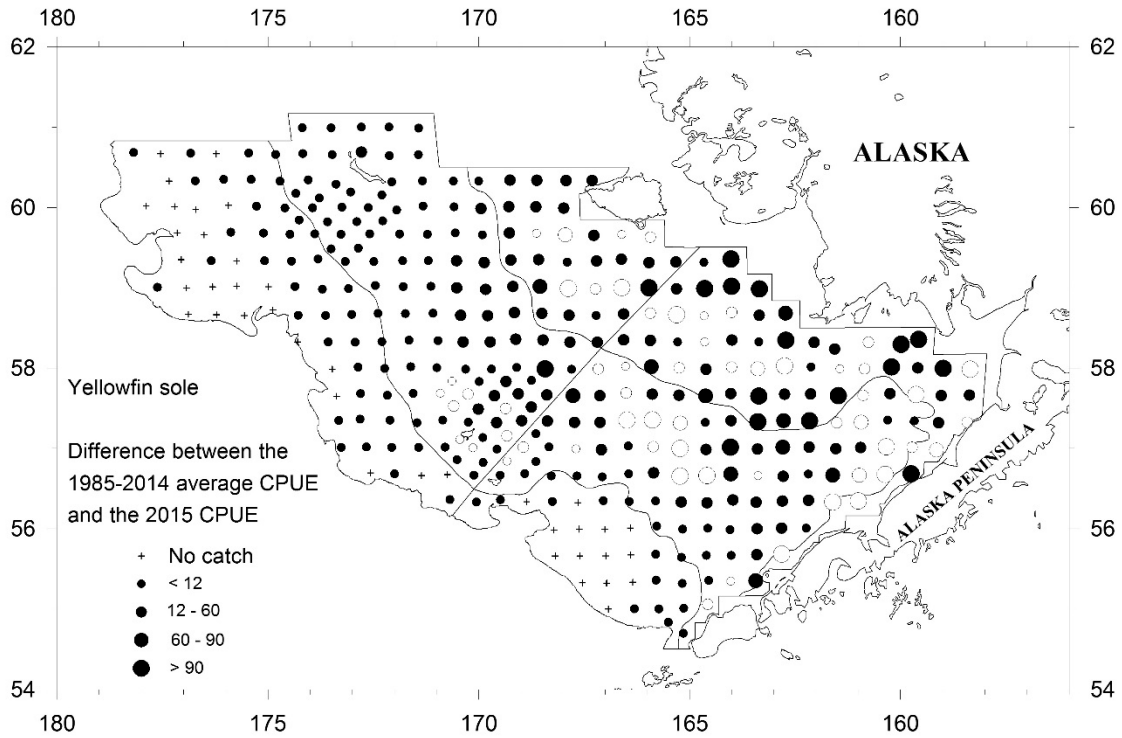 180 175 170 165 160
62 62
ALASKA
60 60
58 58
Yellowfin sole
Difference between the
1985-2014 average CPUE
and the 2015 CPUE
ALASKA PENINSULA
56 56
+ No catch
< 12
12 - 60
60 - 90
> 90
54 54
180 175 170 165 160